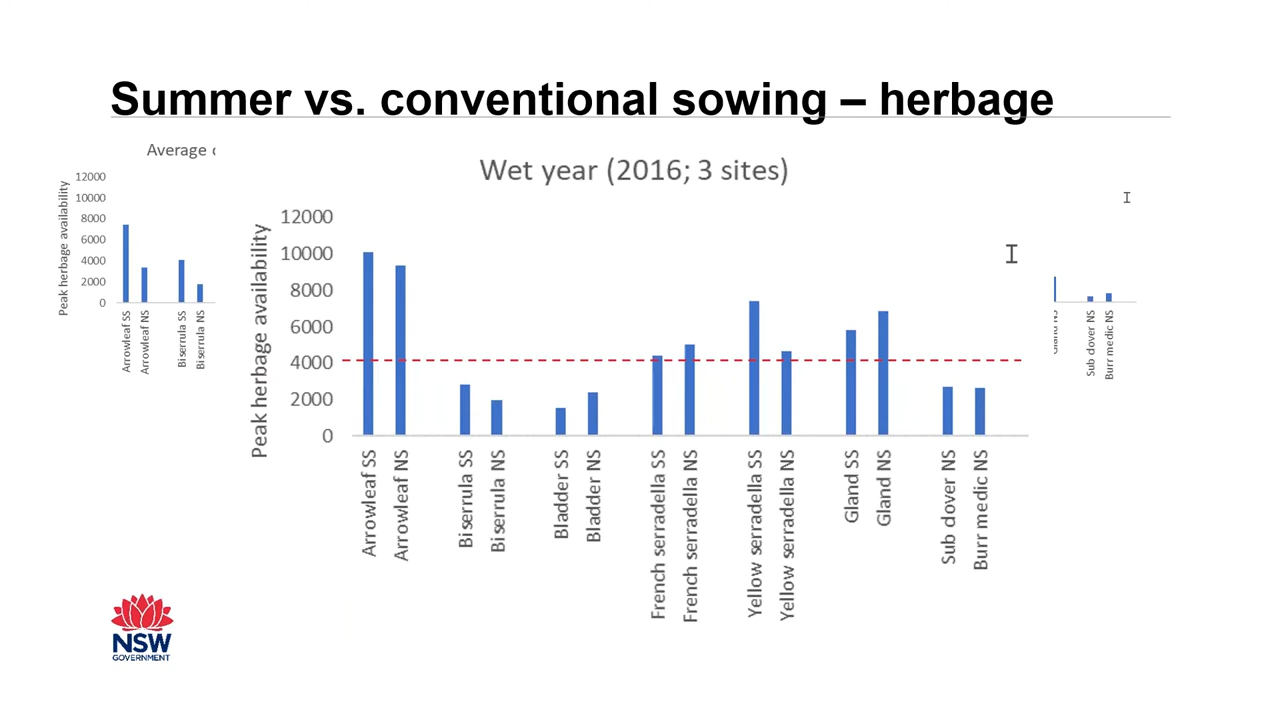 Summer vs. conventional sowing – herbage
Average c
Peak herbage availability
12000
10000
8000
6000
4000
2000
0
Arrowleaf SS
Arrowleaf NS
Biserrula SS
Biserrula NS
Wet year (2016; 3 sites)
Peak herbage availability
12000
10000
8000
6000
4000
2000
0
Arrowleaf SS
Arrowleaf NS
Biserrula SS
Biserrula NS
Bladder SS
Bladder NS
French serradella SS
French serradella NS
Yellow serradella SS
Yellow serradella NS
Gland SS
Gland NS
Sub clover NS
Burr medic NS
Gland NS
Sub clover NS
Burr medic NS
NSW
GOVERNMENT